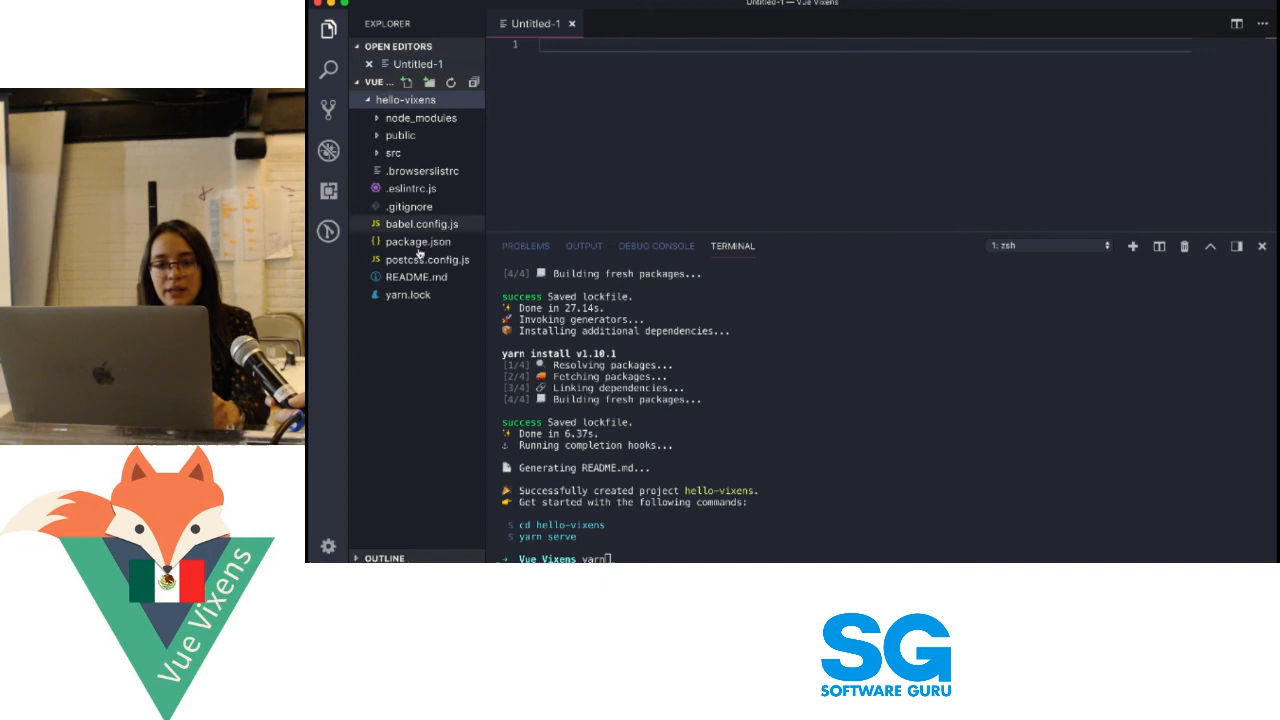 Untitled-1 — Vue Vixens
EXPLORER
OPEN EDITORS
Untitled-1
VUE ...
hello-vixens
node_modules
public
src
.browserslistrc
.eslintrc.js
.gitignore
JS babel.config.js
{} package.json
JS postcss.config.js
README.md
yarn.lock
OUTLINE
Untitled-1
1
PROBLEMS OUTPUT DEBUG CONSOLE TERMINAL
1: zsh
[4/4] Building fresh packages...
success Saved lockfile.
Done in 27.14s.
Invoking generators...
Installing additional dependencies...
yarn install v1.10.1
[1/4] Resolving packages...
[2/4] Fetching packages...
[3/4] Linking dependencies...
[4/4] Building fresh packages...
success Saved lockfile.
Done in 6.37s.
Running completion hooks...
Generating README.md...
Successfully created project hello-vixens.
Get started with the following commands:
$ cd hello-vixens
$ yarn serve
→ Vue Vixens yarn
Vue Vixens
SG
SOFTWARE GURU